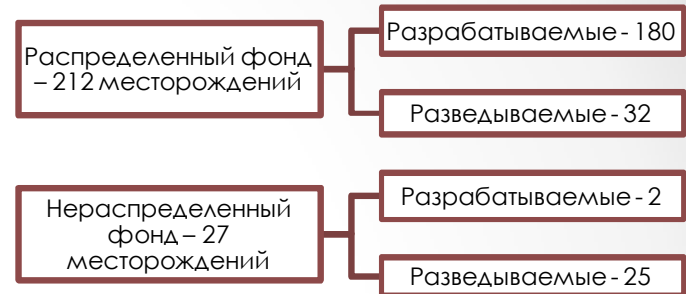 Распределенный фонд
– 212 месторождений
Разрабатываемые - 180
Разведываемые - 32
Нераспределенный
фонд – 27
месторождений
Разрабатываемые - 2
Разведываемые - 25